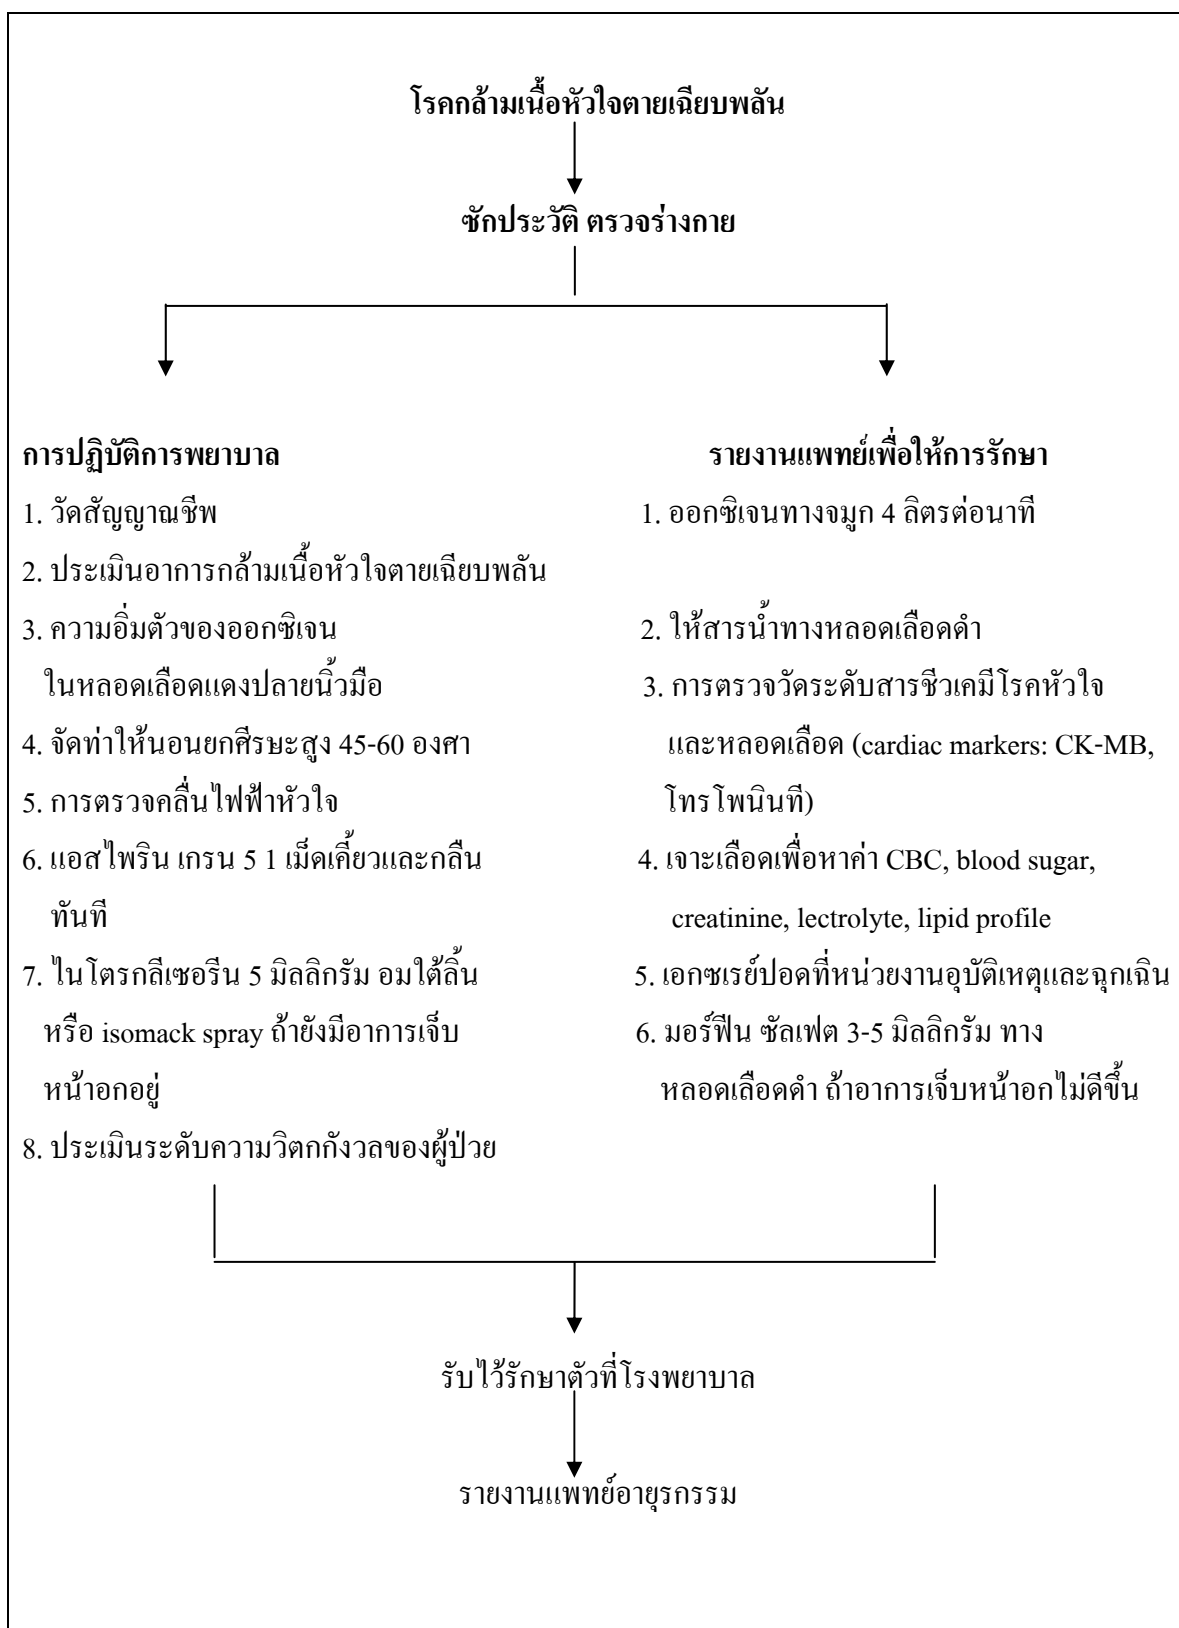 โรคกล้ามเนื้อหัวใจตายเฉียบพลัน
ซักประวัติ ตรวจร่างกาย
การปฏิบัติการพยาบาล
1. วัดสัญญาณชีพ
2. ประเมินอาการกล้ามเนื้อหัวใจตายเฉียบพลัน
3. ความอิ่มตัวของออกซิเจน
ในหลอดเลือดแดงปลายนิ้วมือ
4. จัดท่าให้นอนยกศีรษะสูง 45-60 องศา
5. การตรวจคลื่นไฟฟ้าหัวใจ
6. แอสไพริน เกรน 5 1 เม็ดเคี้ยวและกลืน
ทันที
7. ไนโตรกลีเซอรีน 5 มิลลิกรัม อมใต้ลิ้น
หรือ isomack spray ถ้ายังมีอาการเจ็บ
หน้าอกอยู่
8. ประเมินระดับความวิตกกังวลของผู้ป่วย
รายงานแพทย์เพื่อให้การรักษา
1. ออกซิเจนทางจมูก 4 ลิตรต่อนาที
2. ให้สารน้ำทางหลอดเลือดดำ
3. การตรวจวัดระดับสารชีวเคมีโรคหัวใจ
และหลอดเลือด (cardiac markers: CK-MB,
โทรโพนินที)
4. เจาะเลือดเพื่อหาค่า CBC, blood sugar,
creatinine, lectrolyte, lipid profile
5. เอกซเรย์ปอดที่หน่วยงานอุบัติเหตุและฉุกเฉิน
6. มอร์ฟีน ซัลเฟต 3-5 มิลลิกรัม ทาง
หลอดเลือดดำ ถ้าอาการเจ็บหน้าอกไม่ดีขึ้น
รับไว้รักษาตัวที่โรงพยาบาล
รายงานแพทย์อายุรกรรม